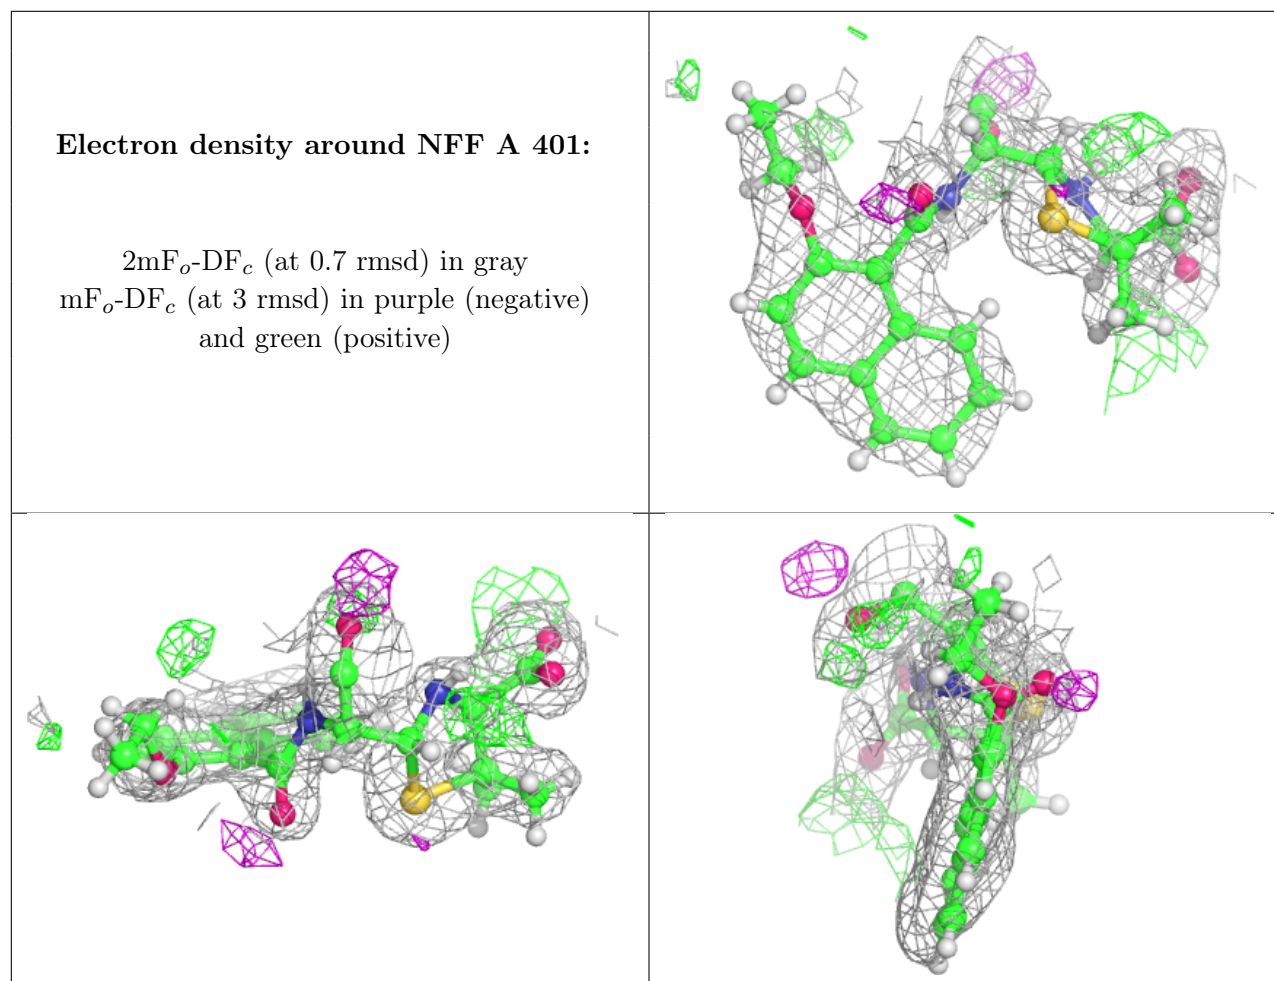 Electron density around NFF A 401:
2mFo-DFc (at 0.7 rmsd) in gray
mFo-DFc (at 3 rmsd) in purple (negative)
and green (positive)